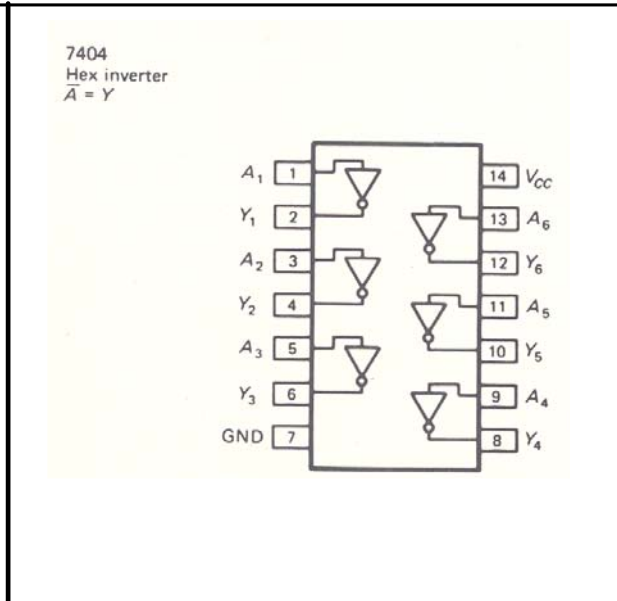 7404
Hex inverter
A̅ = Y
A₁ 1
14 V_CC
Y₁ 2
13 A₆
A₂ 3
12 Y₆
Y₂ 4
11 A₅
A₃ 5
10 Y₅
Y₃ 6
9 A₄
GND 7
8 Y₄